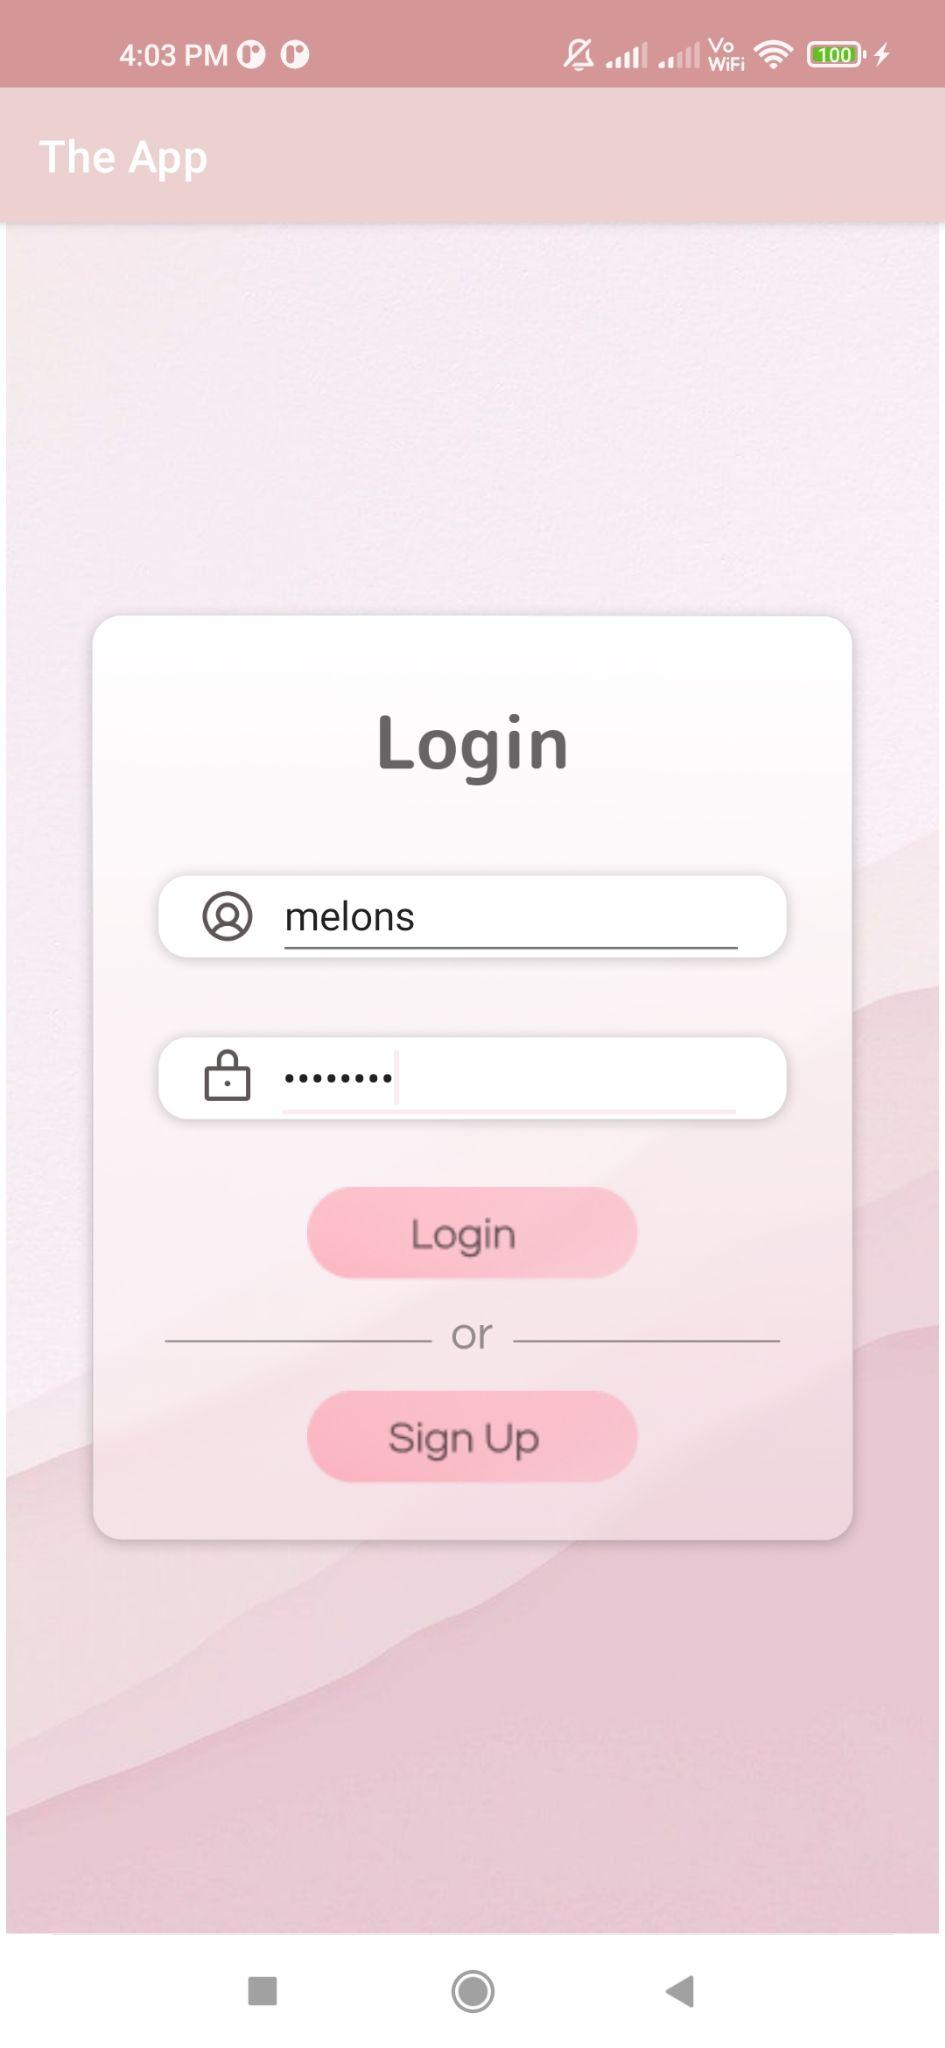 4:03 PM
Vo
WiFi
100
The App
Login
melons
••••••••
Login
or
Sign Up